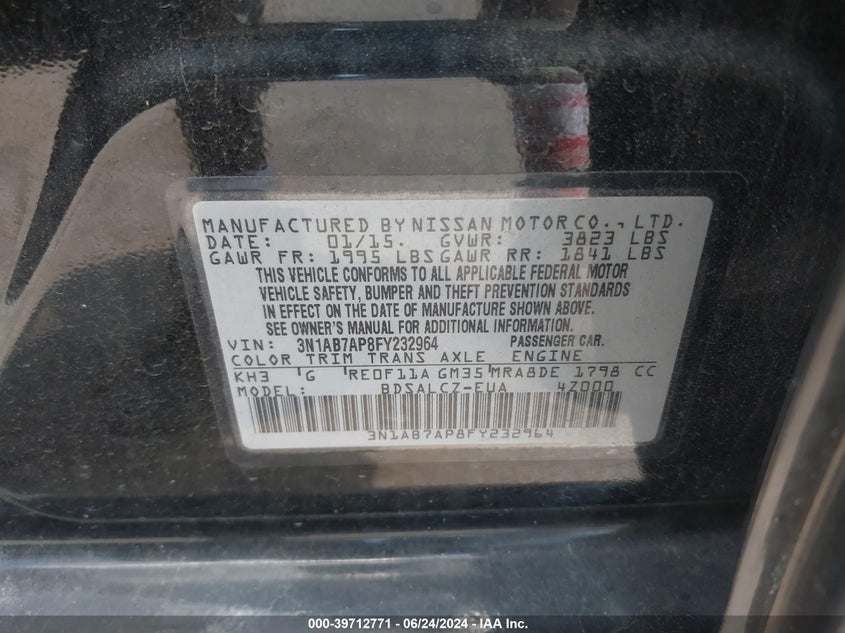 MANUFACTURED BY NISSAN MOTOR CO., LTD.
DATE: 01/15. GVWR: 3823 LBS
GAWR FR: 1995 LBS GAWR RR: 1841 LBS
THIS VEHICLE CONFORMS TO ALL APPLICABLE FEDERAL MOTOR
VEHICLE SAFETY, BUMPER AND THEFT PREVENTION STANDARDS
IN EFFECT ON THE DATE OF MANUFACTURE SHOWN ABOVE.
SEE OWNER'S MANUAL FOR ADDITIONAL INFORMATION.
VIN: 3N1AB7AP8FY232964 PASSENGER CAR.
COLOR TRIM TRANS AXLE ENGINE
KH3 G RE0F11A GM35 MRA8DE 1798 CC
MODEL: BDSALCZ-EUA 4Z000
3N1AB7AP8FY232964
000-39712771 - 06/24/2024 - IAA Inc.